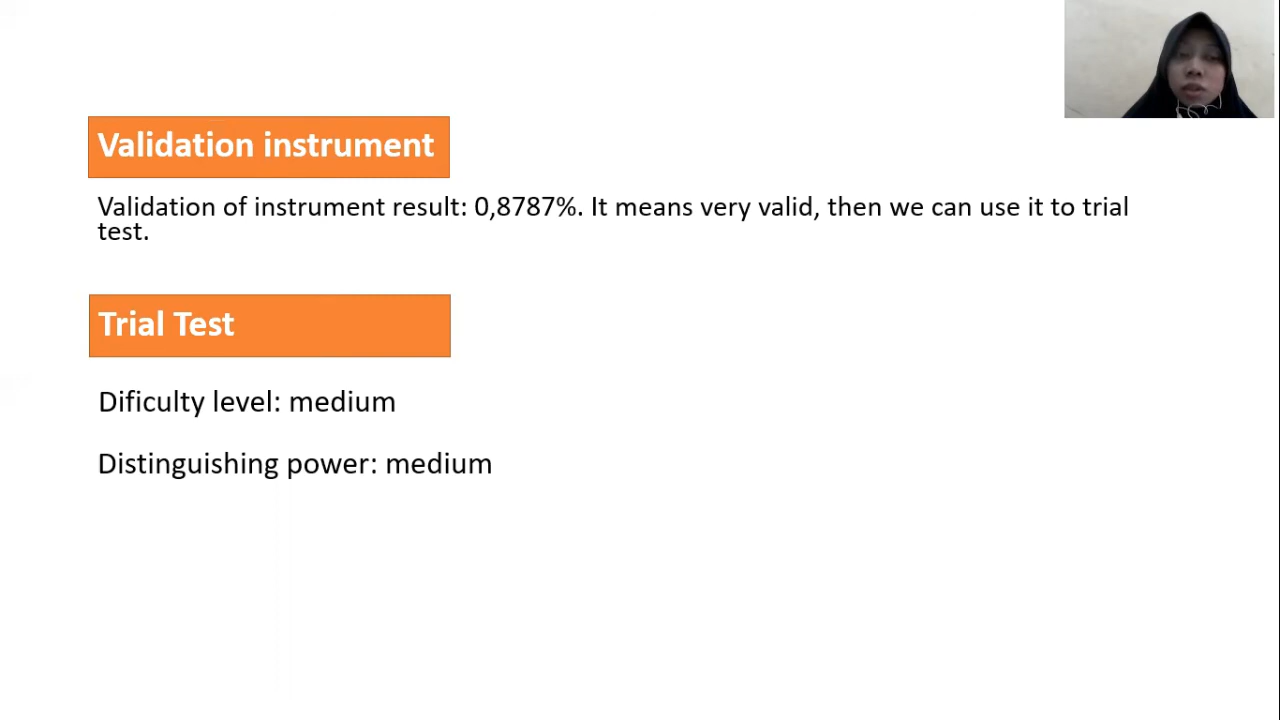 Validation instrument
Validation of instrument result: 0,8787%. It means very valid, then we can use it to trial
test.
Trial Test
Dificulty level: medium
Distinguishing power: medium